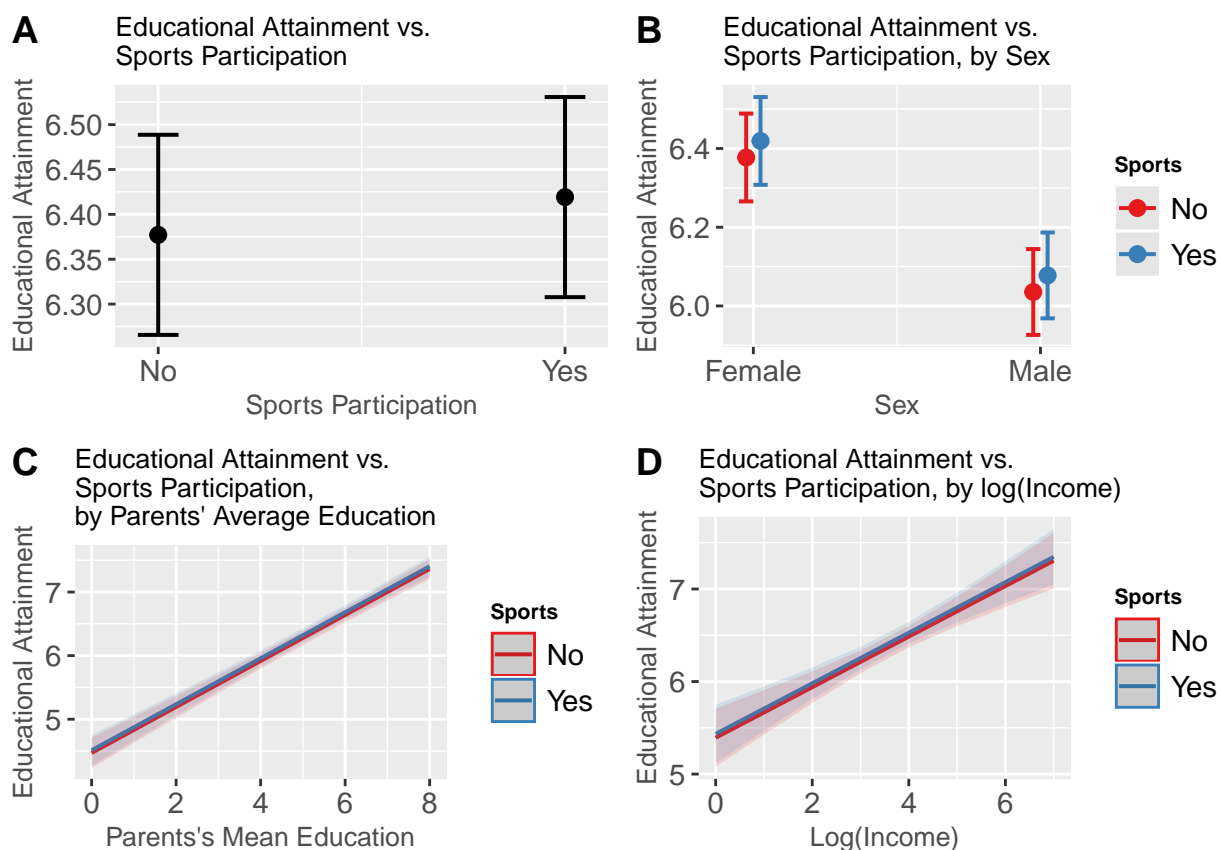 A
Educational Attainment vs.
Sports Participation
Educational Attainment
6.50
6.45
6.40
6.35
6.30
No
Yes
Sports Participation
B
Educational Attainment vs.
Sports Participation, by Sex
Educational Attainment
6.4
6.2
6.0
Female
Male
Sex
Sports
No
Yes
C
Educational Attainment vs.
Sports Participation,
by Parents' Average Education
Educational Attainment
7
6
5
0
2
4
6
8
Parents's Mean Education
Sports
No
Yes
D
Educational Attainment vs.
Sports Participation, by log(Income)
Educational Attainment
7
6
5
0
2
4
6
Log(Income)
Sports
No
Yes